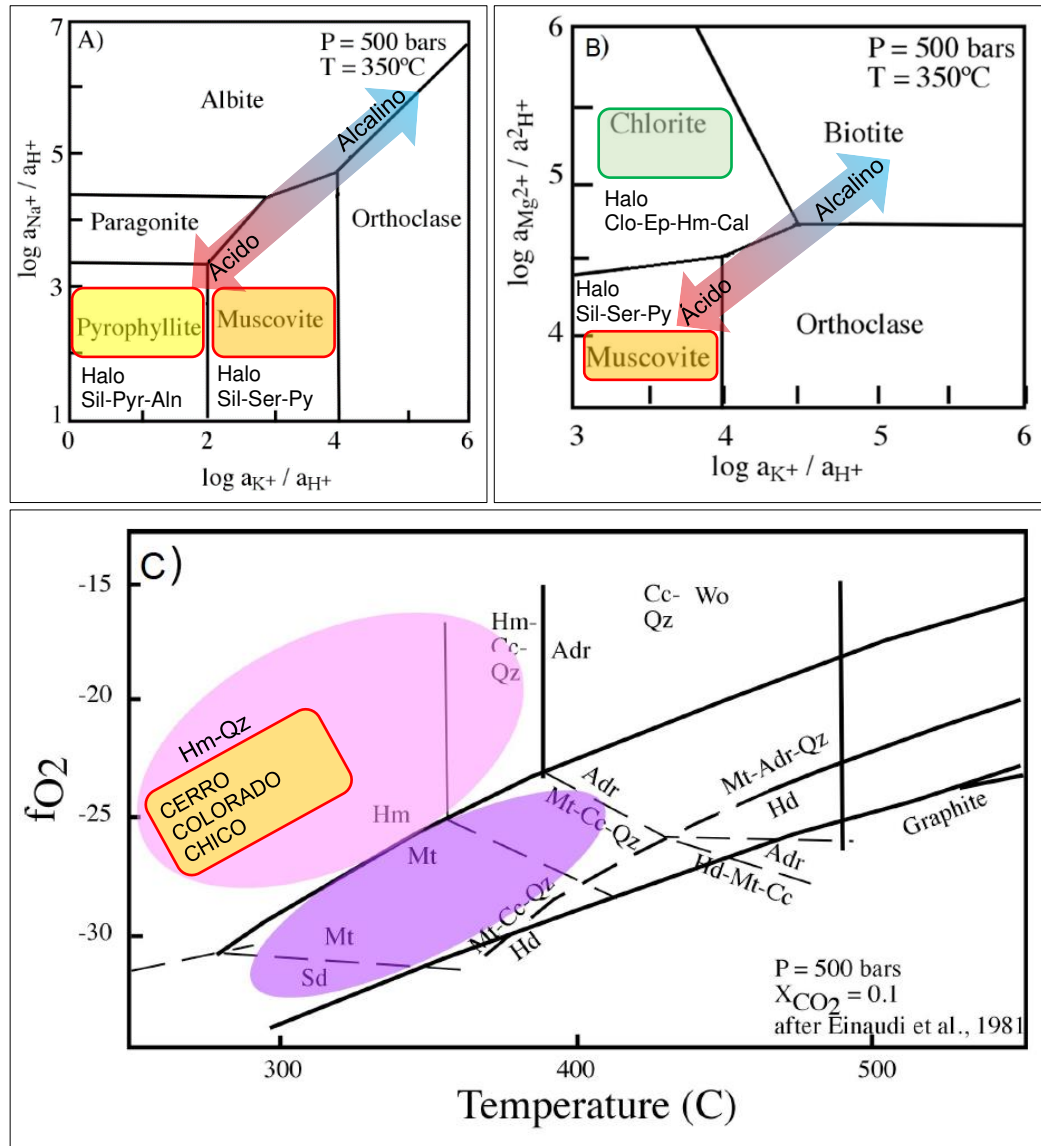 A)
P = 500 bars
T = 350ºC
7
5
3
1
log aNa+ / aH+
Albite
Alcalino
Paragonite
Orthoclase
Ácido
Pyrophyllite
Muscovite
Halo
Sil-Pyr-Aln
Halo
Sil-Ser-Py
0 2 4 6
log aK+ / aH+
B)
P = 500 bars
T = 350ºC
6
5
4
log aMg2+ / a2H+
Chlorite
Biotite
Halo
Clo-Ep-Hm-Cal
Alcalino
Halo
Sil-Ser-Py
Ácido
Orthoclase
Muscovite
3 4 5 6
log aK+ / aH+
C)
-15
-20
-25
-30
fO2
Hm-
Cc-
Qz
Adr
Cc-
Qz
Wo
Hm-Qz
CERRO
COLORADO
CHICO
Hm
Mt
Adr
Mt-Cc-Qz
Mt-Adr-Qz
Hd
Graphite
Adr
Hd-Mt-Cc
Mt-Cc-Qz
Hd
Mt
Sd
P = 500 bars
XCO2 = 0.1
after Einaudi et al., 1981
300 400 500
Temperature (C)